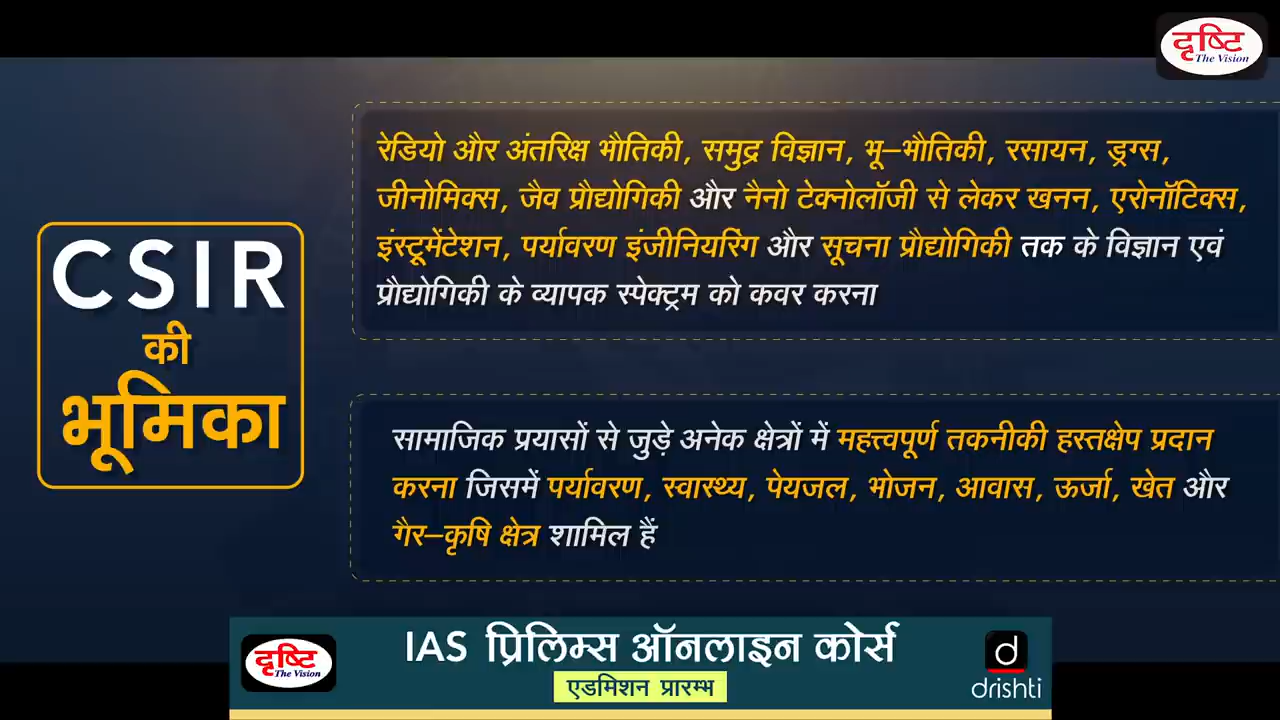 दृष्टि
The Vision
CSIR
की
भूमिका
रेडियो और अंतरिक्ष भौतिकी, समुद्र विज्ञान, भू–भौतिकी, रसायन, ड्रग्स,
जीनोमिक्स, जैव प्रौद्योगिकी और नैनो टेक्नोलॉजी से लेकर खनन, एरोनॉटिक्स,
इंस्ट्रूमेंटेशन, पर्यावरण इंजीनियरिंग और सूचना प्रौद्योगिकी तक के विज्ञान एवं
प्रौद्योगिकी के व्यापक स्पेक्ट्रम को कवर करना
सामाजिक प्रयासों से जुड़े अनेक क्षेत्रों में महत्त्वपूर्ण तकनीकी हस्तक्षेप प्रदान
करना जिसमें पर्यावरण, स्वास्थ्य, पेयजल, भोजन, आवास, ऊर्जा, खेत और
गैर–कृषि क्षेत्र शामिल हैं
दृष्टि
The Vision
IAS प्रिलिम्स ऑनलाइन कोर्स
एडमिशन प्रारम्भ
d
drishti